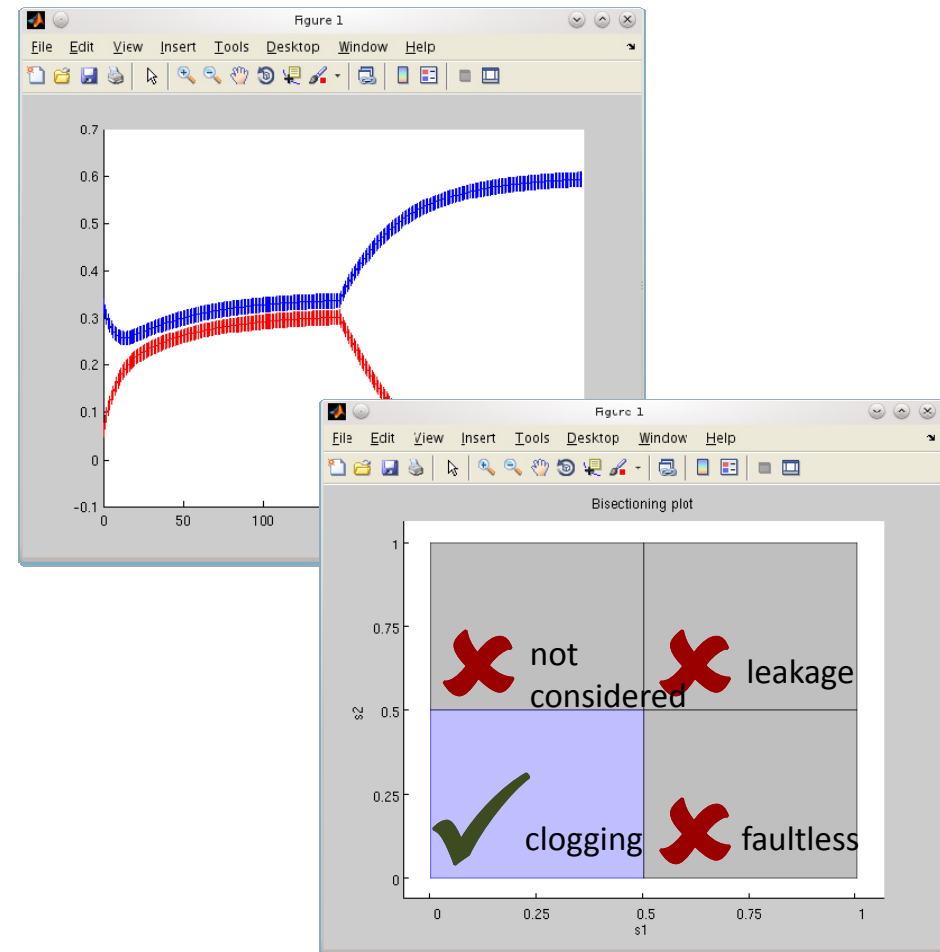 Figure 1
File Edit View Insert Tools Desktop Window Help
0.7
0.6
0.5
0.4
0.3
0.2
0.1
0
-0.1
0 50 100
Figure 1
File Edit View Insert Tools Desktop Window Help
Bisectioning plot
1
0.75
s2
0.5
0.25
0
not
considered
leakage
clogging
faultless
0 0.25 0.5 0.75 1
s1